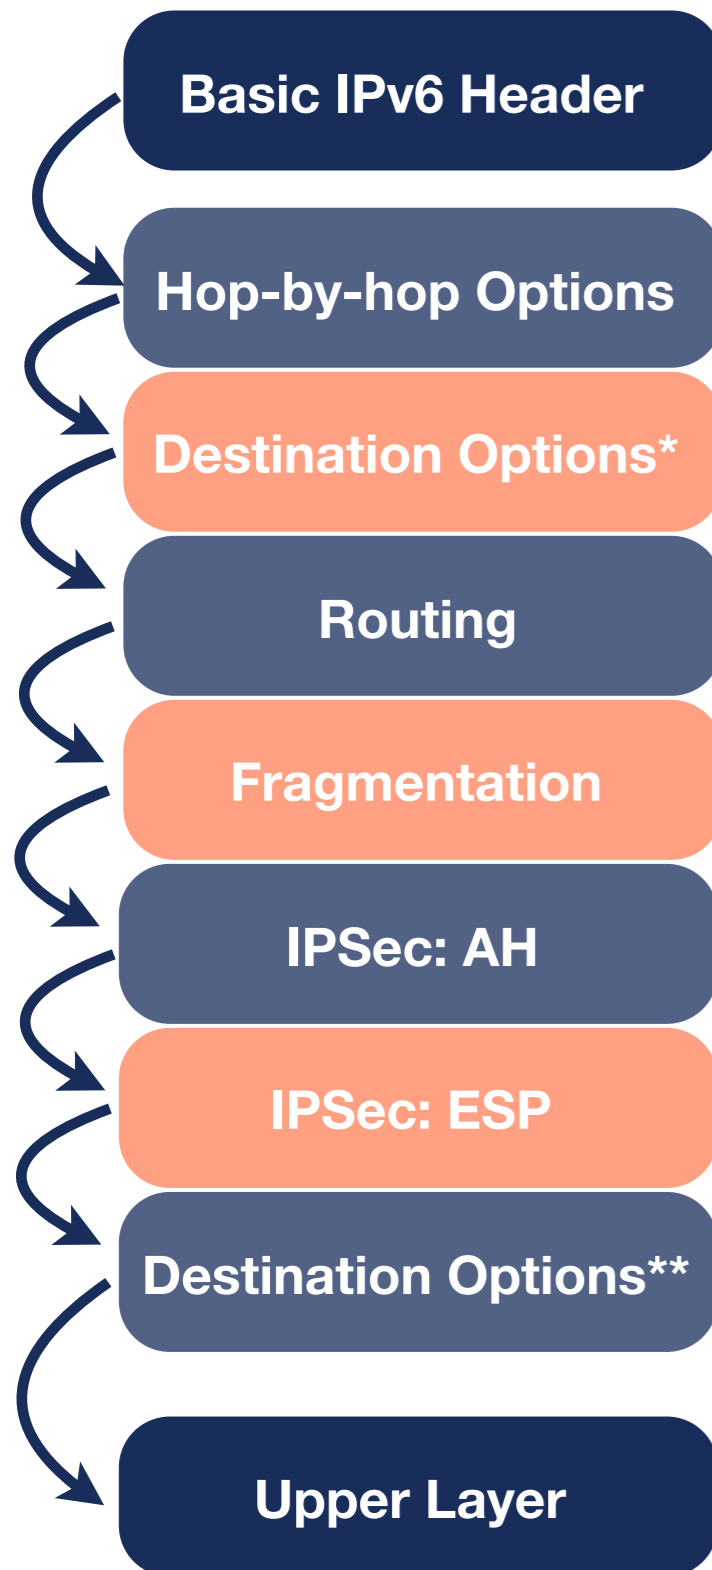 Basic IPv6 Header
Hop-by-hop Options
Destination Options*
Routing
Fragmentation
IPSec: AH
IPSec: ESP
Destination Options**
Upper Layer